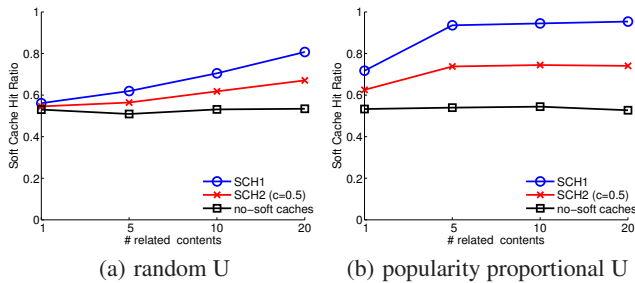 1
0.8
0.6
0.4
0.2
0
Soft Cache Hit Ratio
SCH1
SCH2 (c=0.5)
no-soft caches
1 5 10 20
# related contents
(a) random U
1
0.8
0.6
0.4
0.2
0
Soft Cache Hit Ratio
SCH1
SCH2 (c=0.5)
no-soft caches
1 5 10 20
# related contents
(b) popularity proportional U